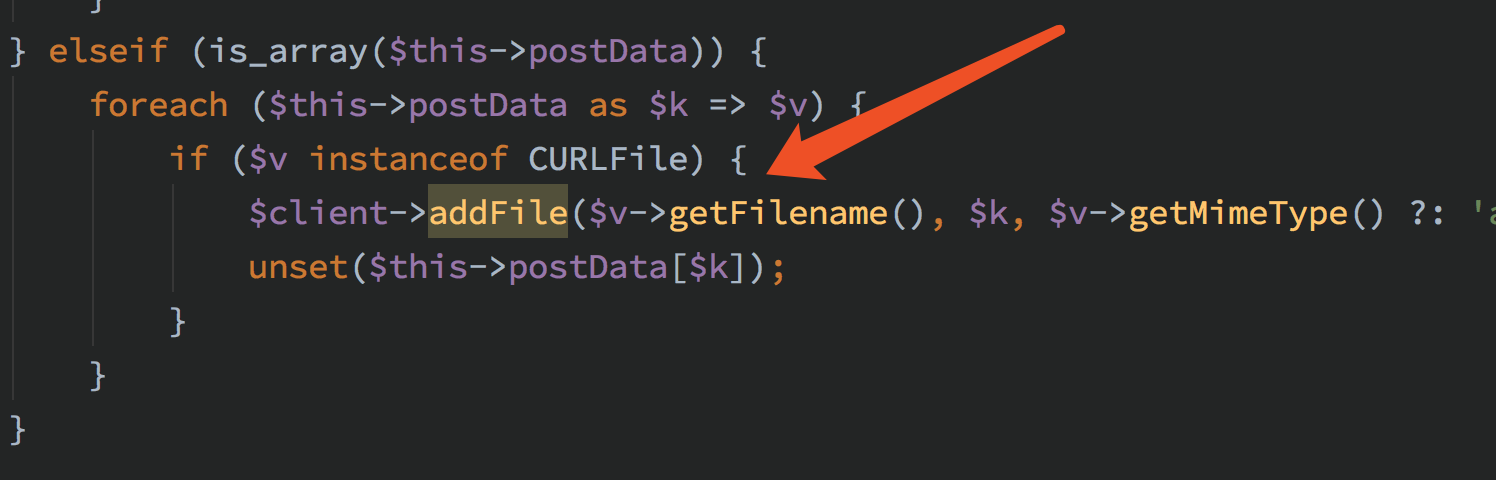 }
} elseif (is_array($this->postData)) {
foreach ($this->postData as $k => $v) {
if ($v instanceof CURLFile) {
$client->addFile($v->getFilename(), $k, $v->getMimeType() ?: '
unset($this->postData[$k]);
}
}
}